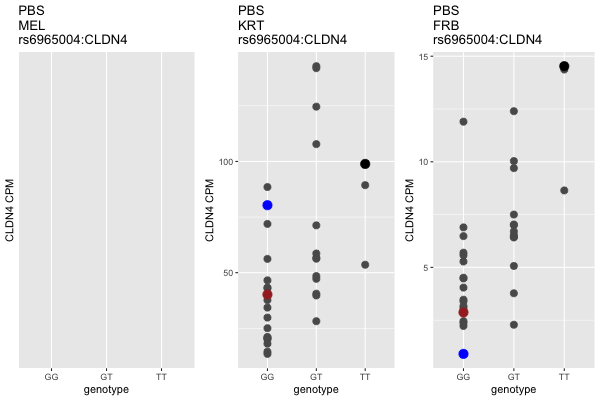 PBS
MEL
rs6965004:CLDN4
CLDN4 CPM
GG GT TT
genotype
PBS
KRT
rs6965004:CLDN4
CLDN4 CPM
100
50
GG GT TT
genotype
PBS
FRB
rs6965004:CLDN4
CLDN4 CPM
15
10
5
GG GT TT
genotype